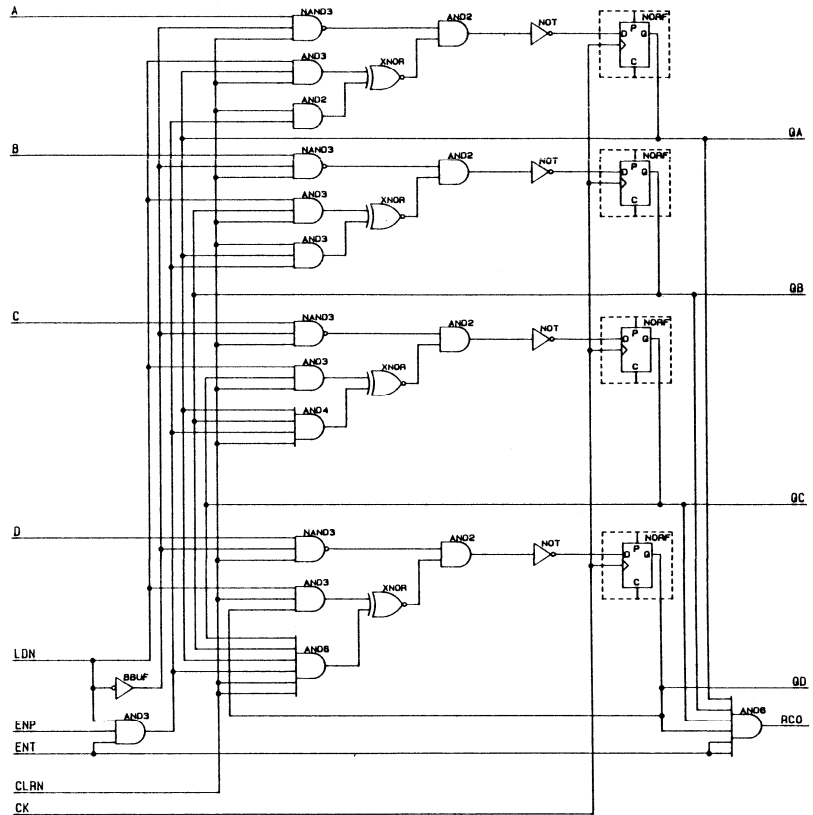 A
NAND3
AND2
NOT
NORF
D P Q
C
AND3
XNOR
AND2
QA
B
NAND3
AND2
NOT
NORF
D P Q
C
AND3
XNOR
AND3
QB
C
NAND3
AND2
NOT
NORF
D P Q
C
AND3
XNOR
AND4
QC
D
NAND3
AND2
NOT
NORF
D P Q
C
AND3
XNOR
LDN
AND6
BBUF
QD
AND3
AND6
ENP
RCO
ENT
CLRN
CK